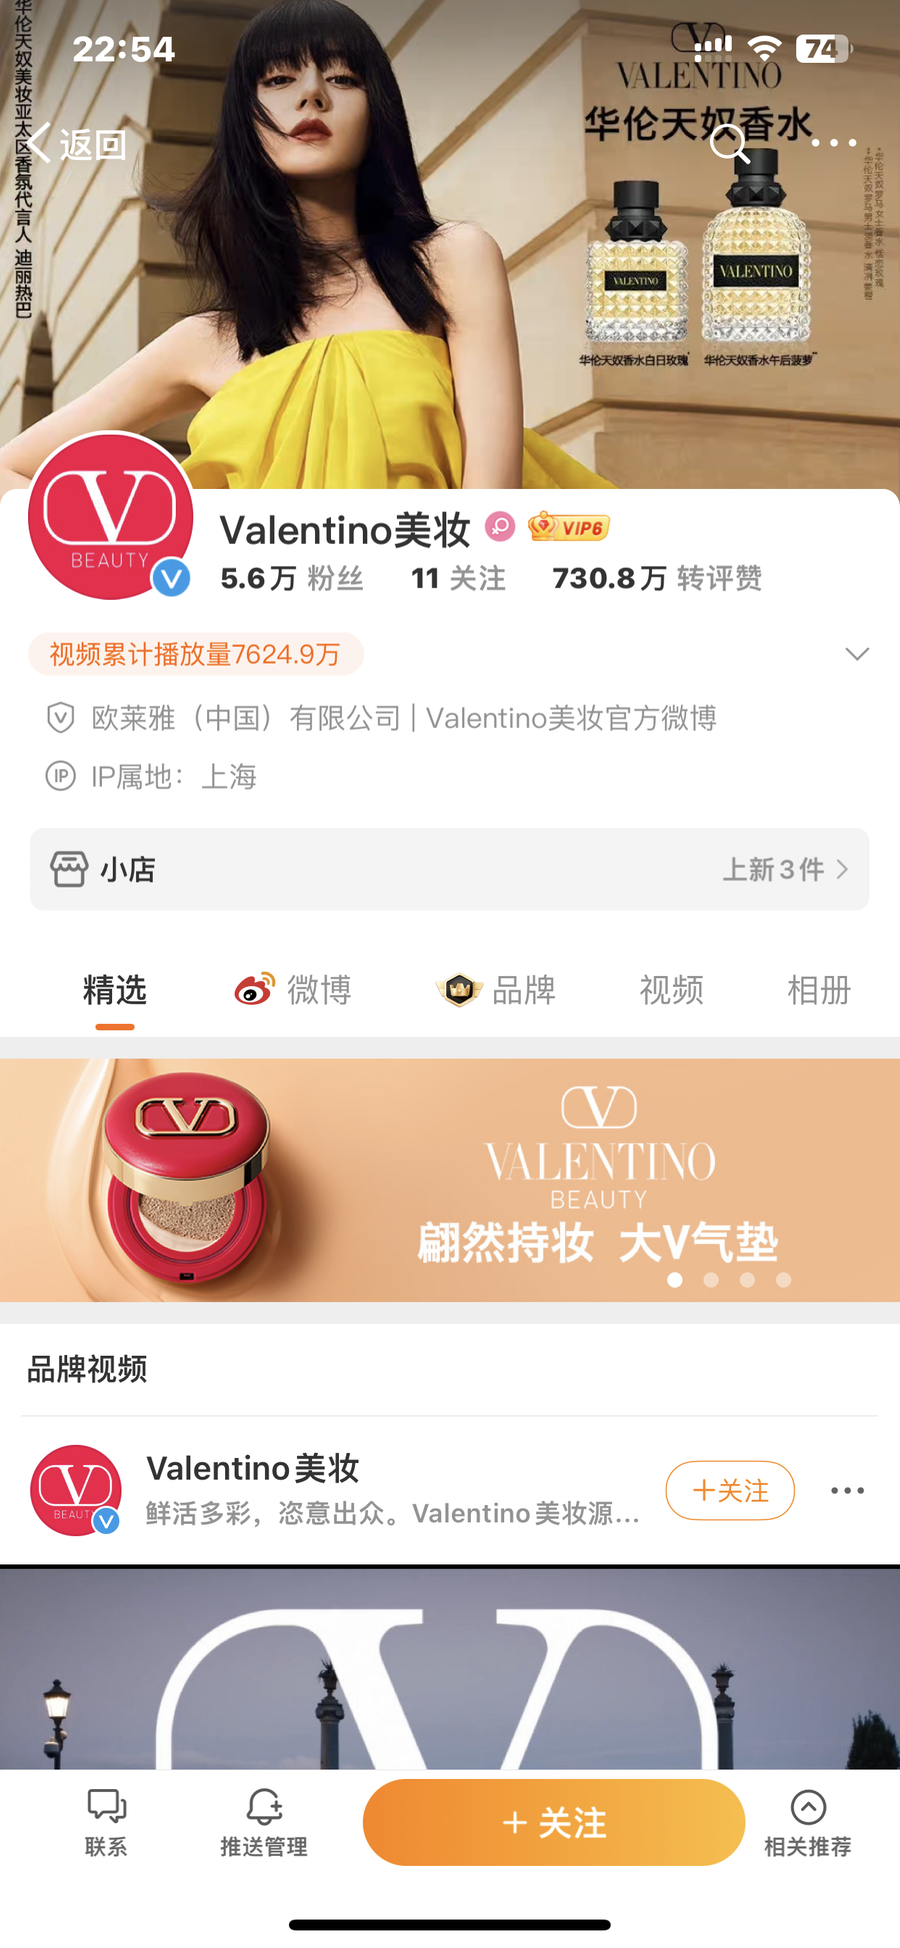 22:54
74
华伦天奴美妆亚太区香氛代言人 迪丽热巴
返回
VALENTINO
华伦天奴香水
VALENTINO
VALENTINO
华伦天奴香水白日玫瑰*
华伦天奴香水午后菠萝**
BEAUTY
Valentino美妆
VIP6
5.6万 粉丝 11 关注 730.8万 转评赞
视频累计播放量7624.9万
欧莱雅（中国）有限公司 | Valentino美妆官方微博
IP IP属地：上海
小店
上新3件
精选 微博 品牌 视频 相册
VALENTINO
BEAUTY
翩然持妆 大V气垫
品牌视频
Valentino美妆
鲜活多彩，恣意出众。Valentino美妆源...
+关注
联系
推送管理
+ 关注
相关推荐